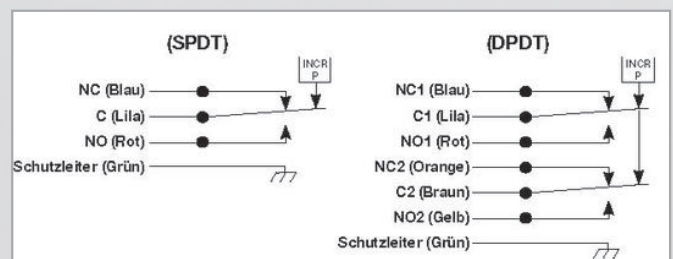 (SPDT)
INCR
P
NC (Blau)
C (Lila)
NO (Rot)
Schutzleiter (Grün)
(DPDT)
INCR
P
NC1 (Blau)
C1 (Lila)
NO1 (Rot)
NC2 (Orange)
C2 (Braun)
NO2 (Gelb)
Schutzleiter (Grün)